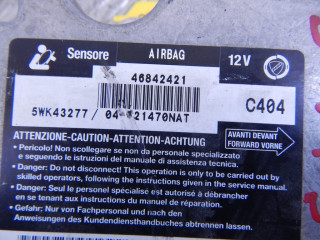 Sensore AIRBAG 12V
46842421
5WK43277 / 04- 21470NAT C404
ATTENZIONE-CAUTION-ATTENTION-ACHTUNG
AVANTI DEVANT
FORWARD VORNE
• Pericolo! Non scollegare se non da personale specializzato
e seguendo le istruzioni del manuale di assistenza tecnica.
• Danger: Do not disconnect! This operation is only to be carried out by
skilled operators, following the instructions given in the service manual.
• Danger: Seul le personel spécialisé est autorisé à débrancher
en se tenant aux instructions du manuel de réparation.
• Gefahr: Nur von Fachpersonal und nach den
Anweisungen des Kundendiensthandbuches abtrennen lassen.